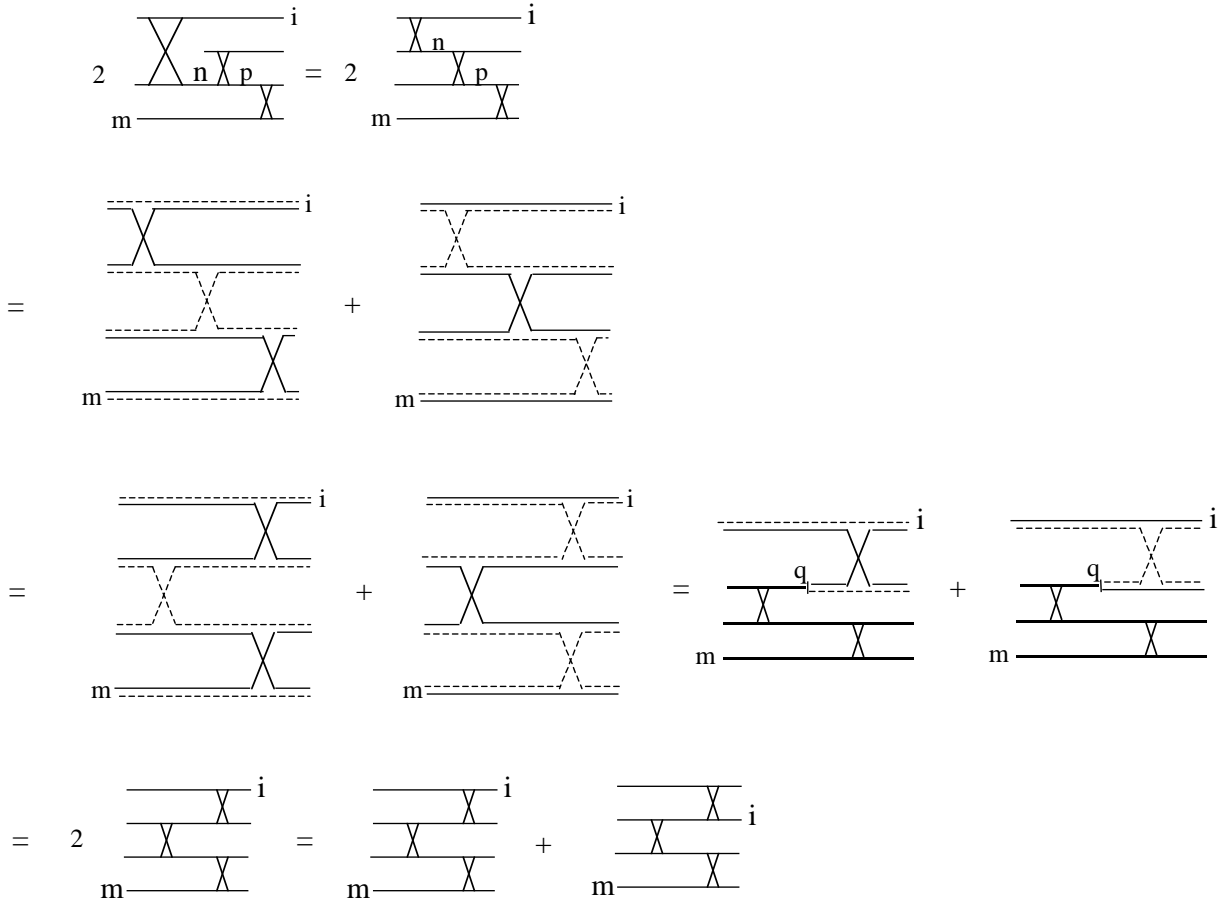 2 n p i m = 2 n p i m
= i m + i m
= i m + i m = q i m + q i m
= 2 i m = i m + i m